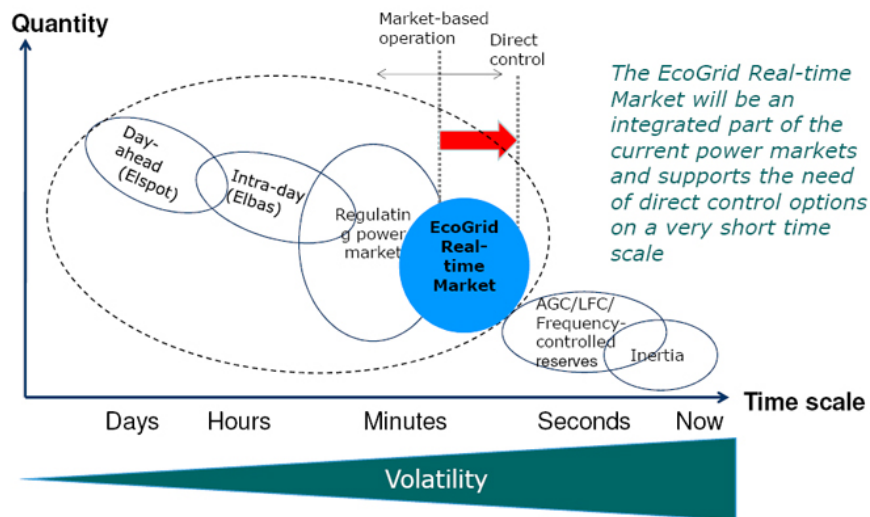 Quantity
Market-based
operation
Direct
control
The EcoGrid Real-time
Market will be an
integrated part of the
current power markets
and supports the need
of direct control options
on a very short time
scale
Day-
ahead
(Elspot)
Intra-day
(Elbas)
Regulatin
g power
market
EcoGrid
Real-
time
Market
AGC/LFC/
Frequency-
controlled
reserves
Inertia
Time scale
Days
Hours
Minutes
Seconds
Now
Volatility